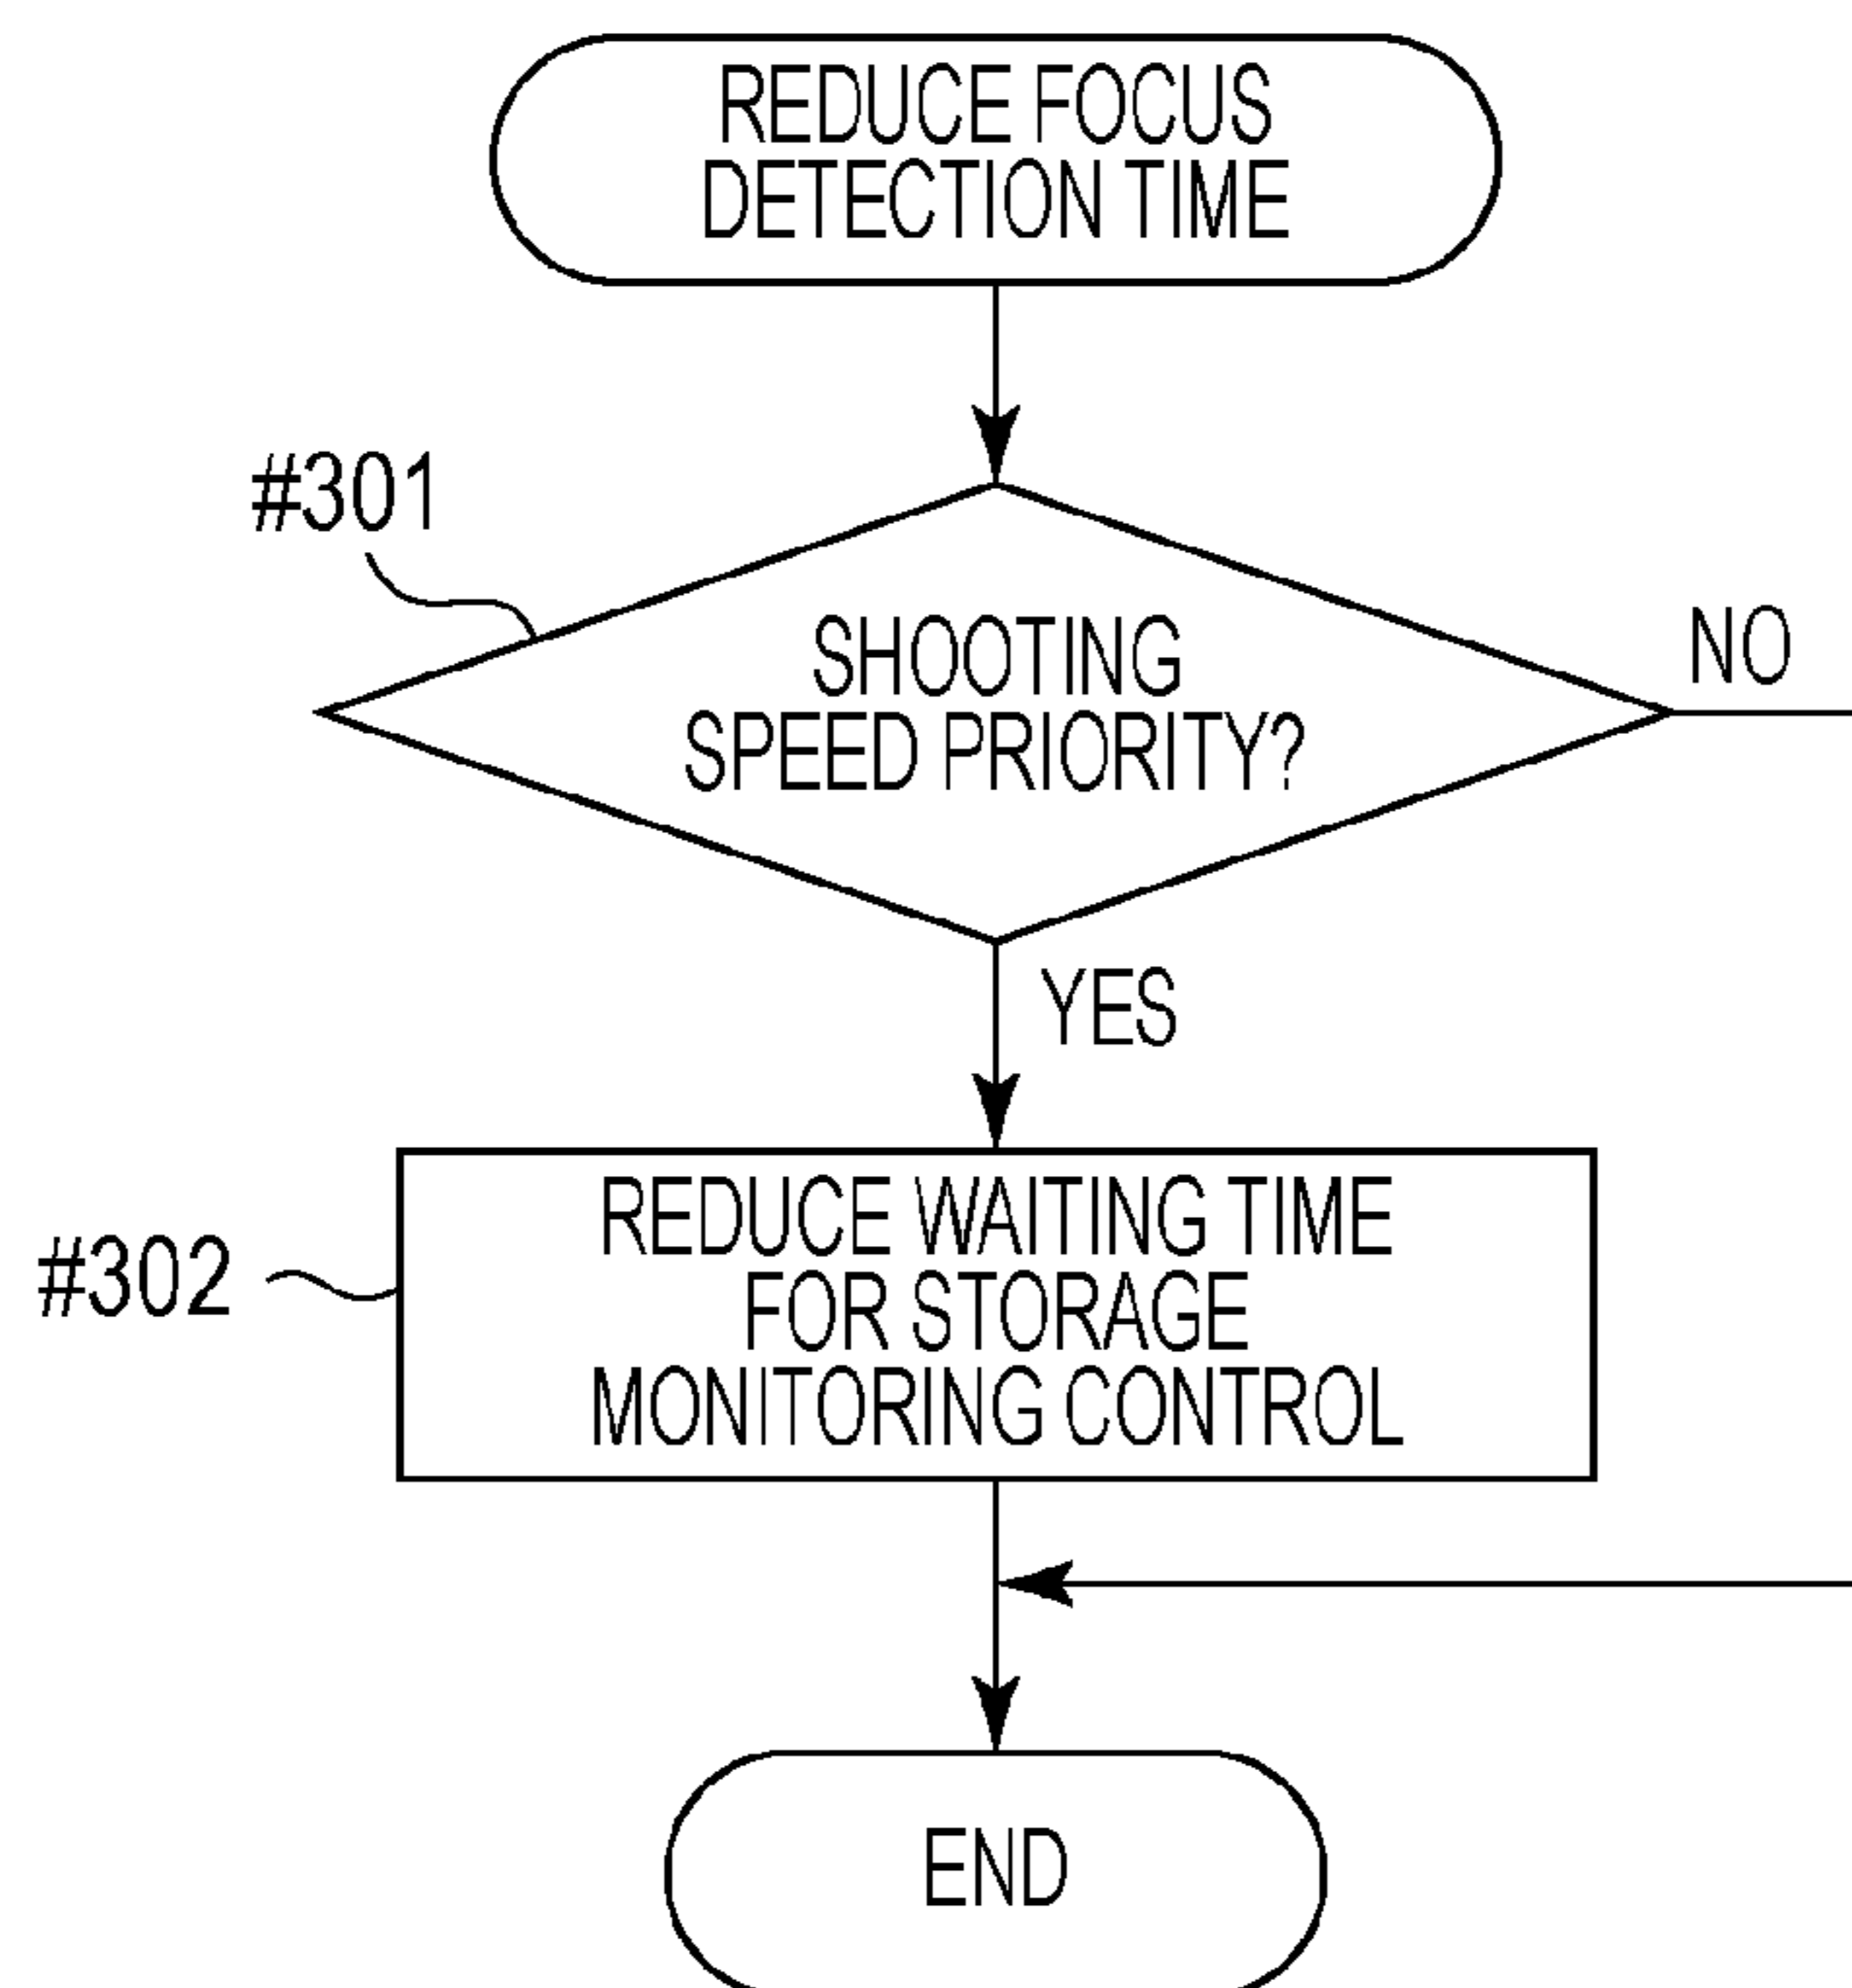 REDUCE FOCUS
DETECTION TIME
#301
SHOOTING
SPEED PRIORITY?
NO
YES
#302
REDUCE WAITING TIME
FOR STORAGE
MONITORING CONTROL
END